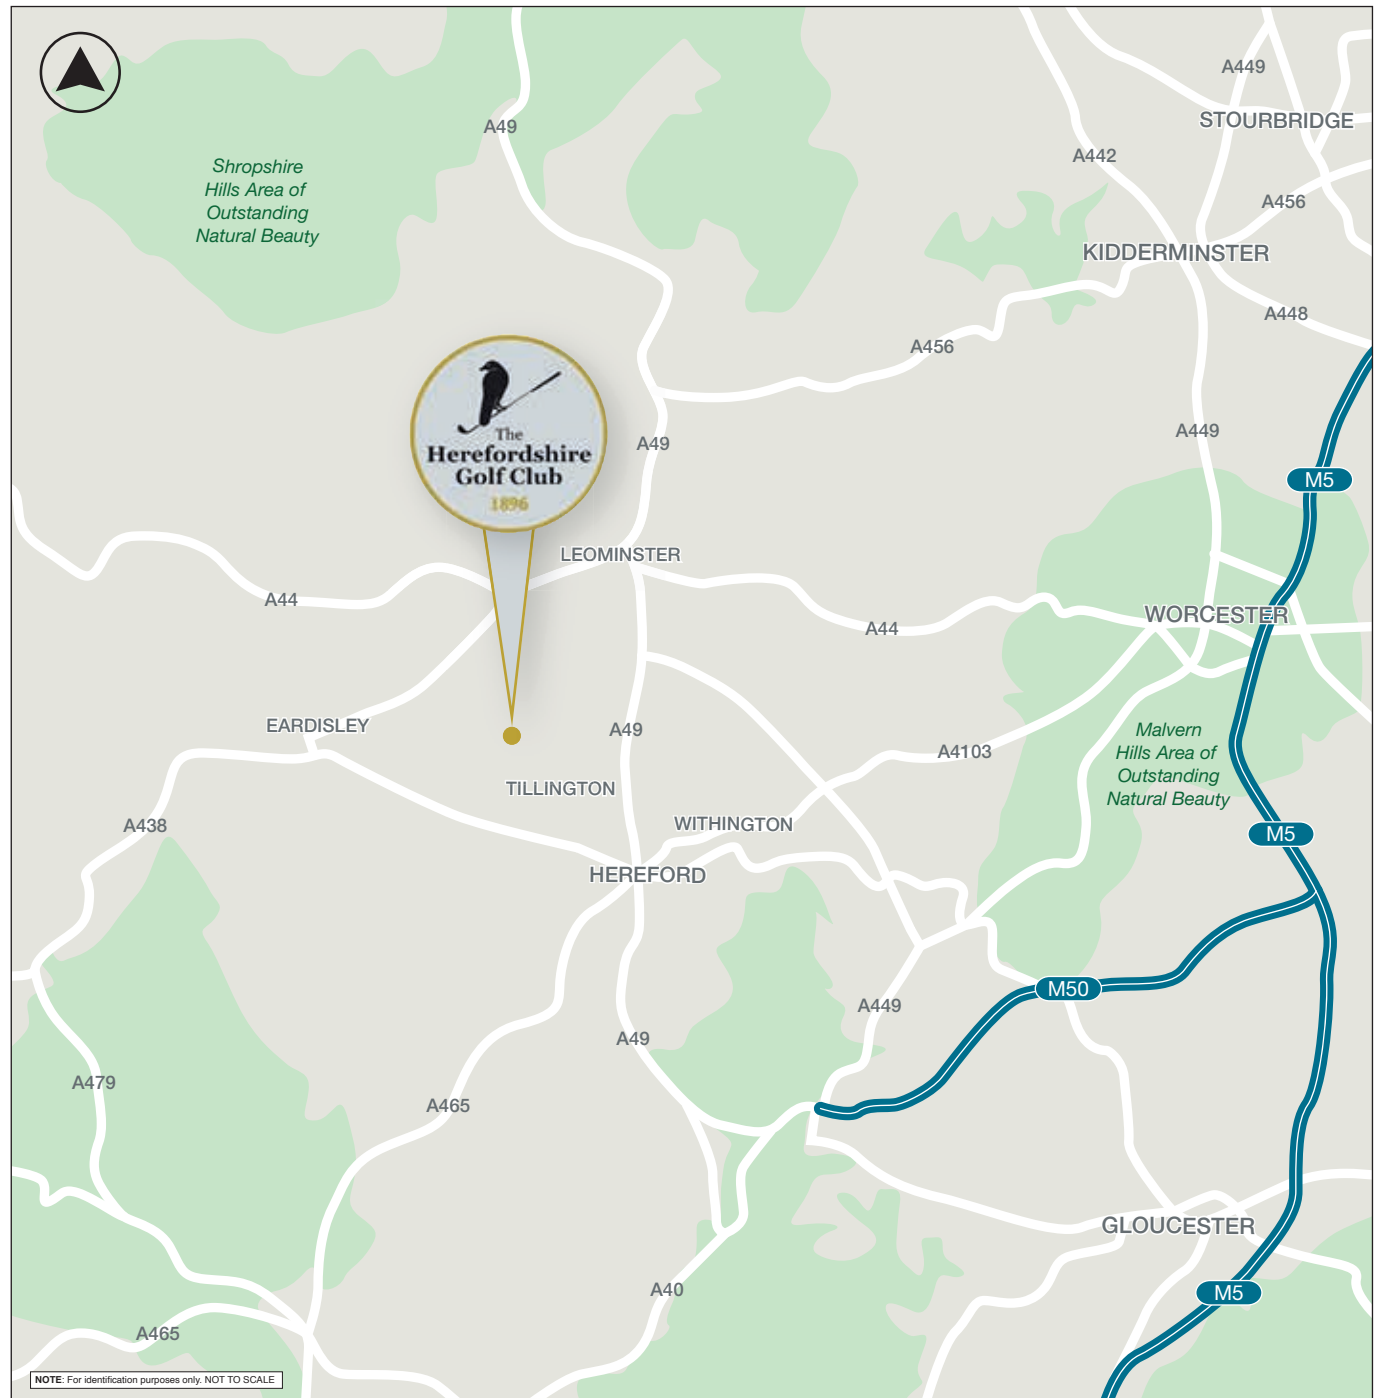 A449
STOURBRIDGE
A49
A442
Shropshire
Hills Area of
Outstanding
Natural Beauty
A456
KIDDERMINSTER
A448
A456
The
Herefordshire
Golf Club
1896
A49
A449
M5
LEOMINSTER
A44
A44
WORCESTER
EARDISLEY
A49
A4103
Malvern
Hills Area of
Outstanding
Natural Beauty
TILLINGTON
A438
WITHINGTON
M5
HEREFORD
M50
A449
A49
A479
A465
GLOUCESTER
A40
M5
A465
NOTE: For identification purposes only. NOT TO SCALE